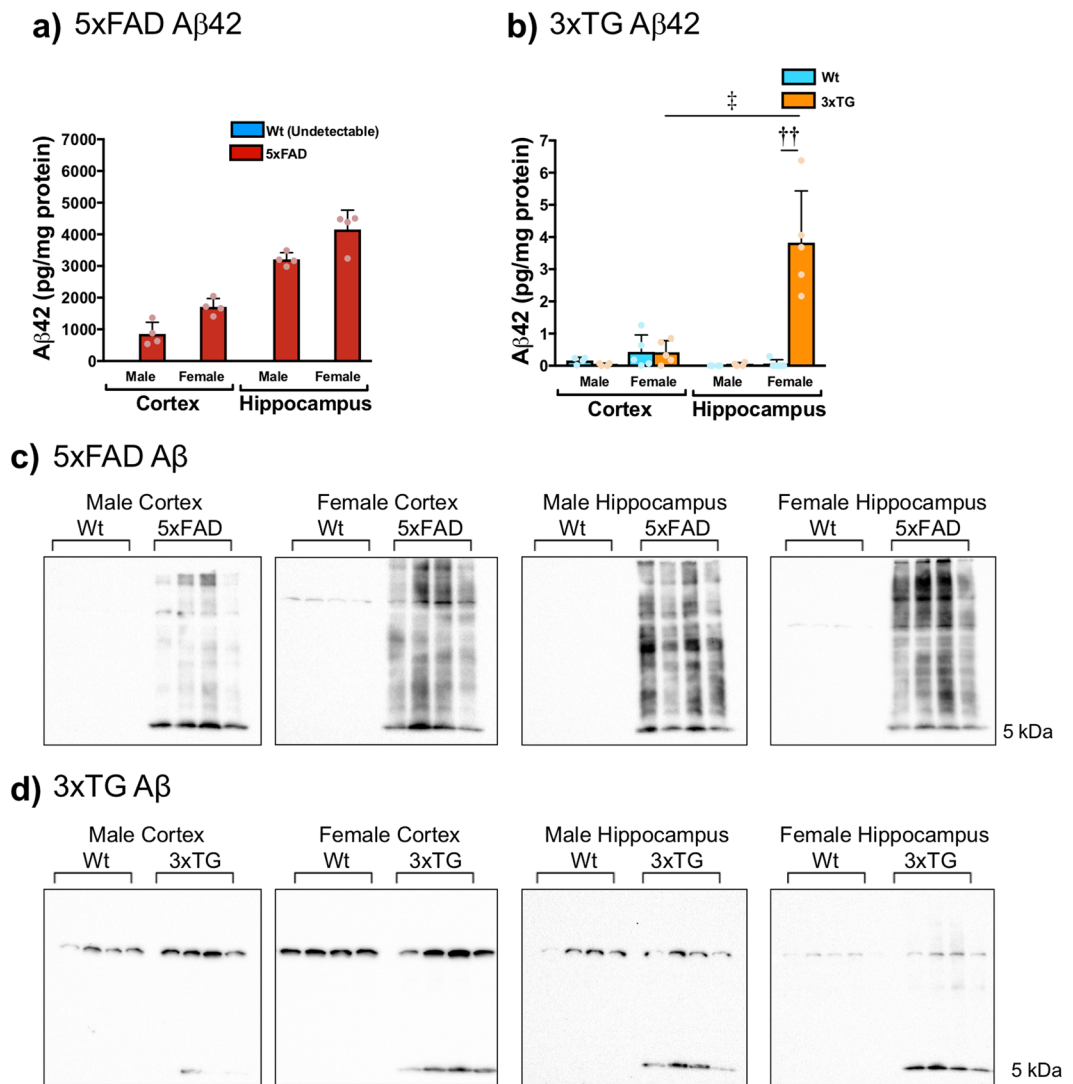 a) 5xFAD Aβ42
Wt (Undetectable)
5xFAD
Aβ42 (pg/mg protein)
7000
6000
5000
4000
3000
2000
1000
0
Male Female Male Female
Cortex Hippocampus
b) 3xTG Aβ42
Wt
3xTG
‡
††
Aβ42 (pg/mg protein)
7
6
5
4
3
2
1
0
Male Female Male Female
Cortex Hippocampus
c) 5xFAD Aβ
Male Cortex Female Cortex Male Hippocampus Female Hippocampus
Wt 5xFAD Wt 5xFAD Wt 5xFAD Wt 5xFAD
5 kDa
d) 3xTG Aβ
Male Cortex Female Cortex Male Hippocampus Female Hippocampus
Wt 3xTG Wt 3xTG Wt 3xTG Wt 3xTG
5 kDa